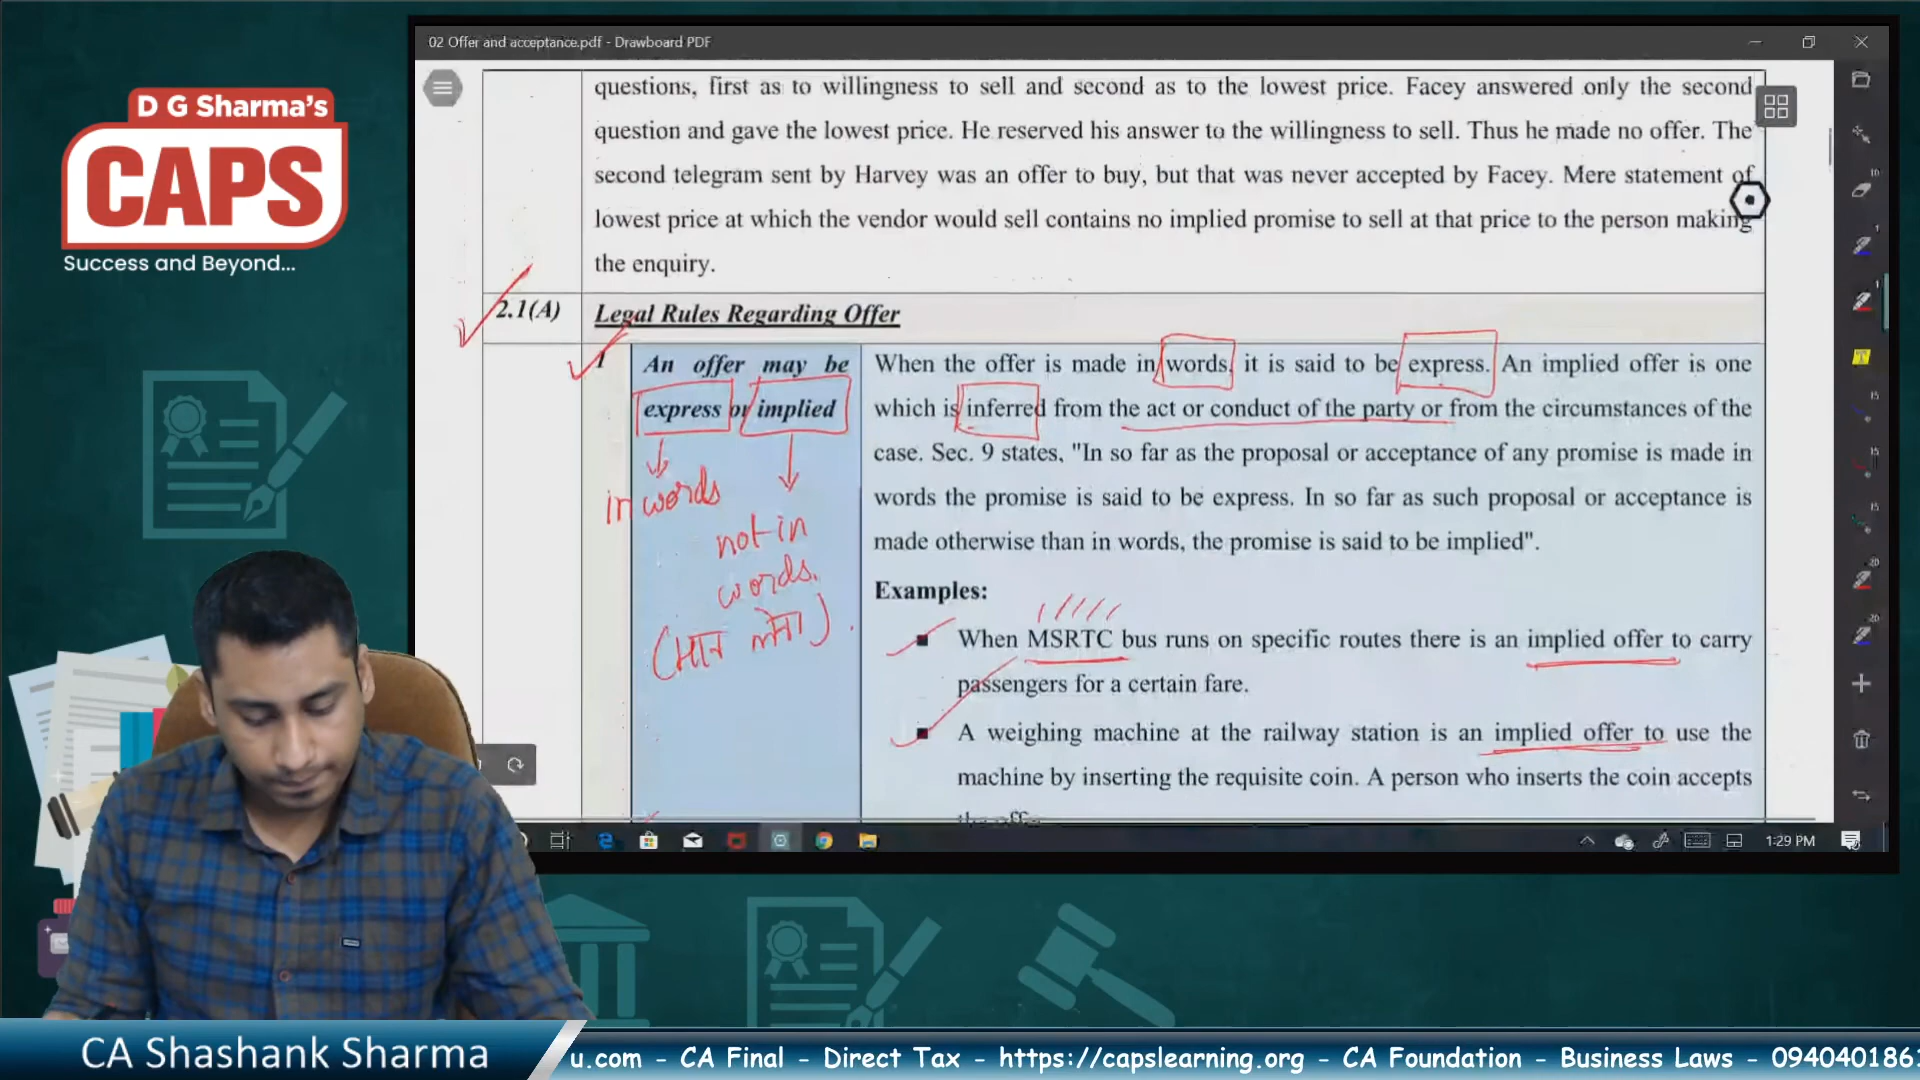 02 Offer and acceptance.pdf - Drawboard PDF
D G Sharma's
CAPS
Success and Beyond...
questions, first as to willingness to sell and second as to the lowest price. Facey answered only the second
question and gave the lowest price. He reserved his answer to the willingness to sell. Thus he made no offer. The
second telegram sent by Harvey was an offer to buy, but that was never accepted by Facey. Mere statement of
lowest price at which the vendor would sell contains no implied promise to sell at that price to the person making
the enquiry.
2.1(A) Legal Rules Regarding Offer
1
An offer may be
express or implied
in words
not in
words.
When the offer is made in words, it is said to be express. An implied offer is one
which is inferred from the act or conduct of the party or from the circumstances of the
case. Sec. 9 states, "In so far as the proposal or acceptance of any promise is made in
words the promise is said to be express. In so far as such proposal or acceptance is
made otherwise than in words, the promise is said to be implied".
Examples:
When MSRTC bus runs on specific routes there is an implied offer to carry
passengers for a certain fare.
A weighing machine at the railway station is an implied offer to use the
machine by inserting the requisite coin. A person who inserts the coin accepts
the offe
1:29 PM
CA Shashank Sharma
u.com - CA Final - Direct Tax - https://capslearning.org - CA Foundation - Business Laws - 0940401861